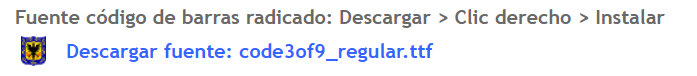 Fuente código de barras radicado: Descargar > Clic derecho > Instalar
Descargar fuente: code3of9_regular.ttf